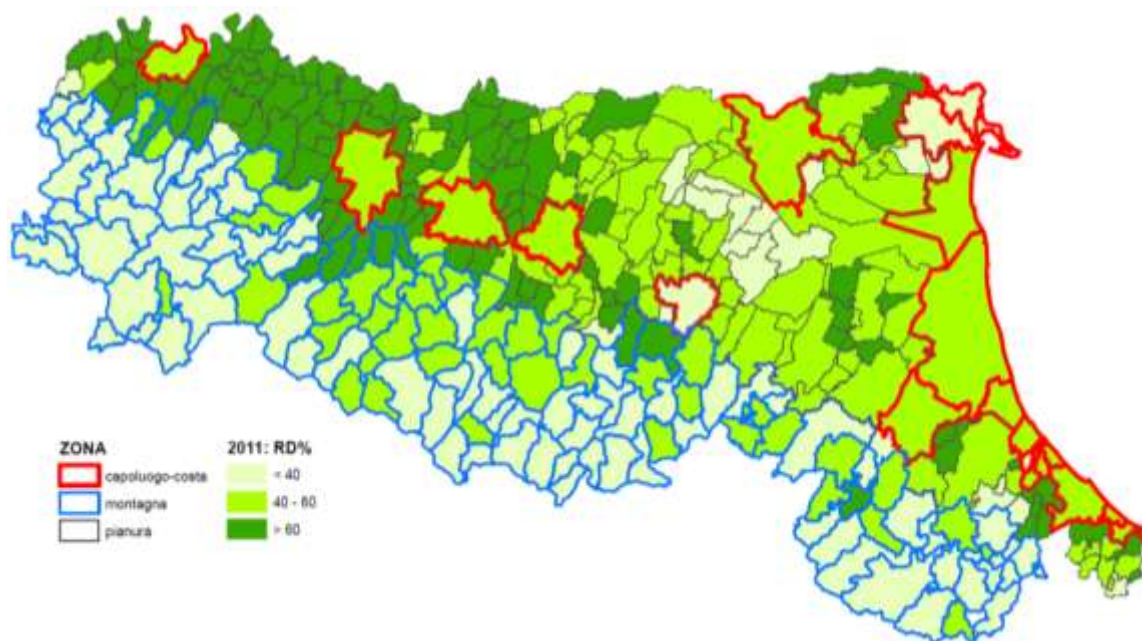 ZONA
capoluogo-costa
montagna
pianura
2011: RD%
< 40
40 - 60
> 60